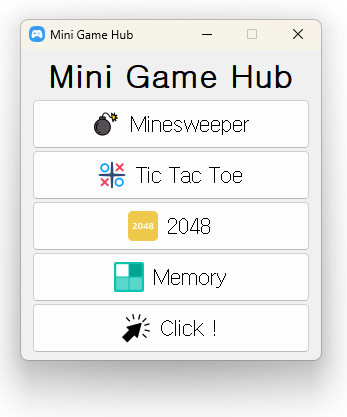 Mini Game Hub
Mini Game Hub
Minesweeper
Tic Tac Toe
2048 2048
Memory
Click !